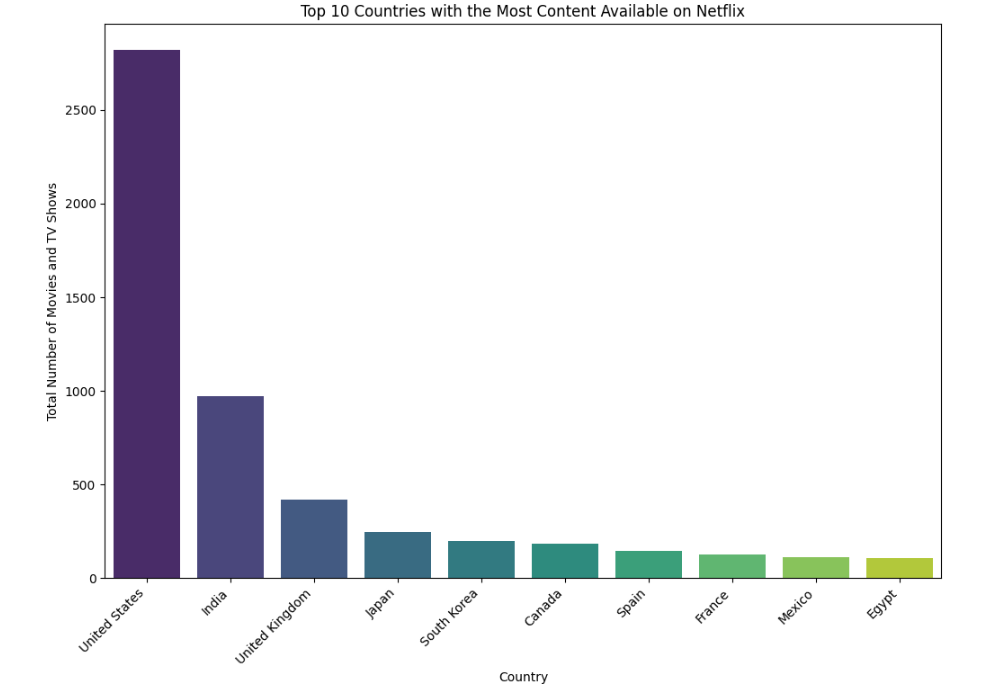 Top 10 Countries with the Most Content Available on Netflix
Total Number of Movies and TV Shows
2500
2000
1500
1000
500
0
United States
India
United Kingdom
Japan
South Korea
Canada
Spain
France
Mexico
Egypt
Country